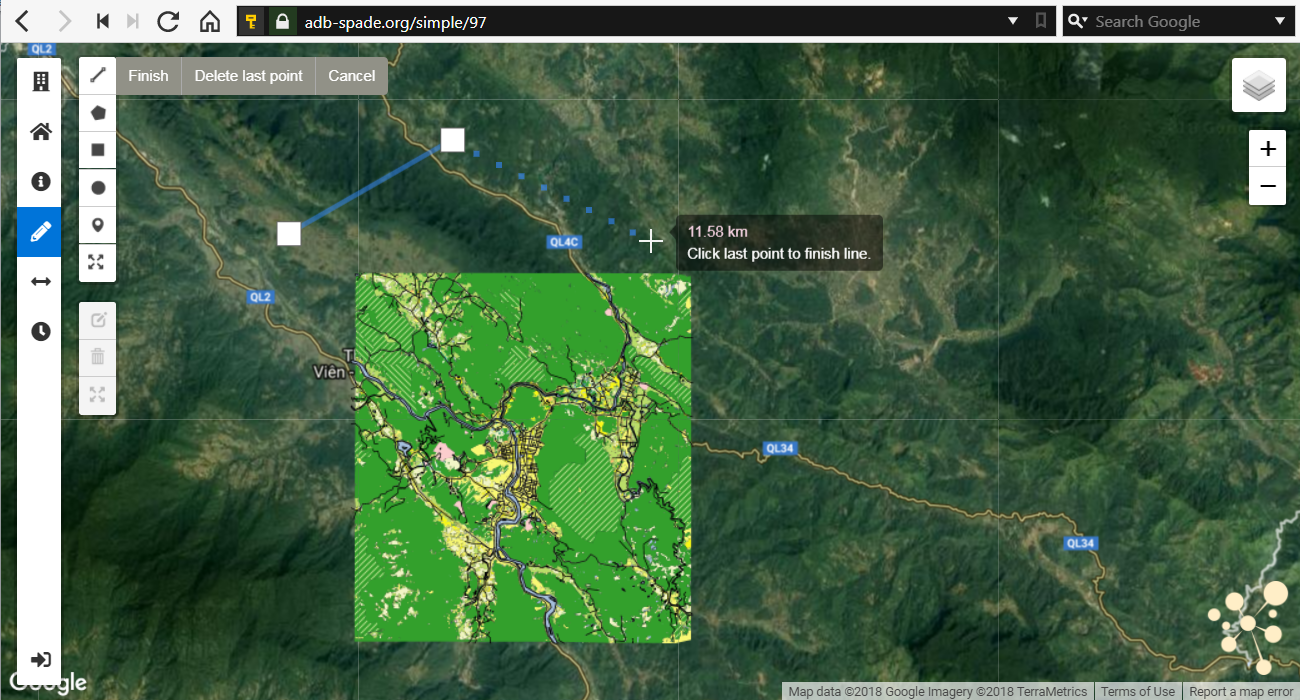 adb-spade.org/simple/97
Search Google
QL2
Finish
Delete last point
Cancel
11.58 km
Click last point to finish line.
QL4C
QL2
Viên
QL34
QL34
Google
Map data ©2018 Google Imagery ©2018 TerraMetrics
Terms of Use
Report a map error